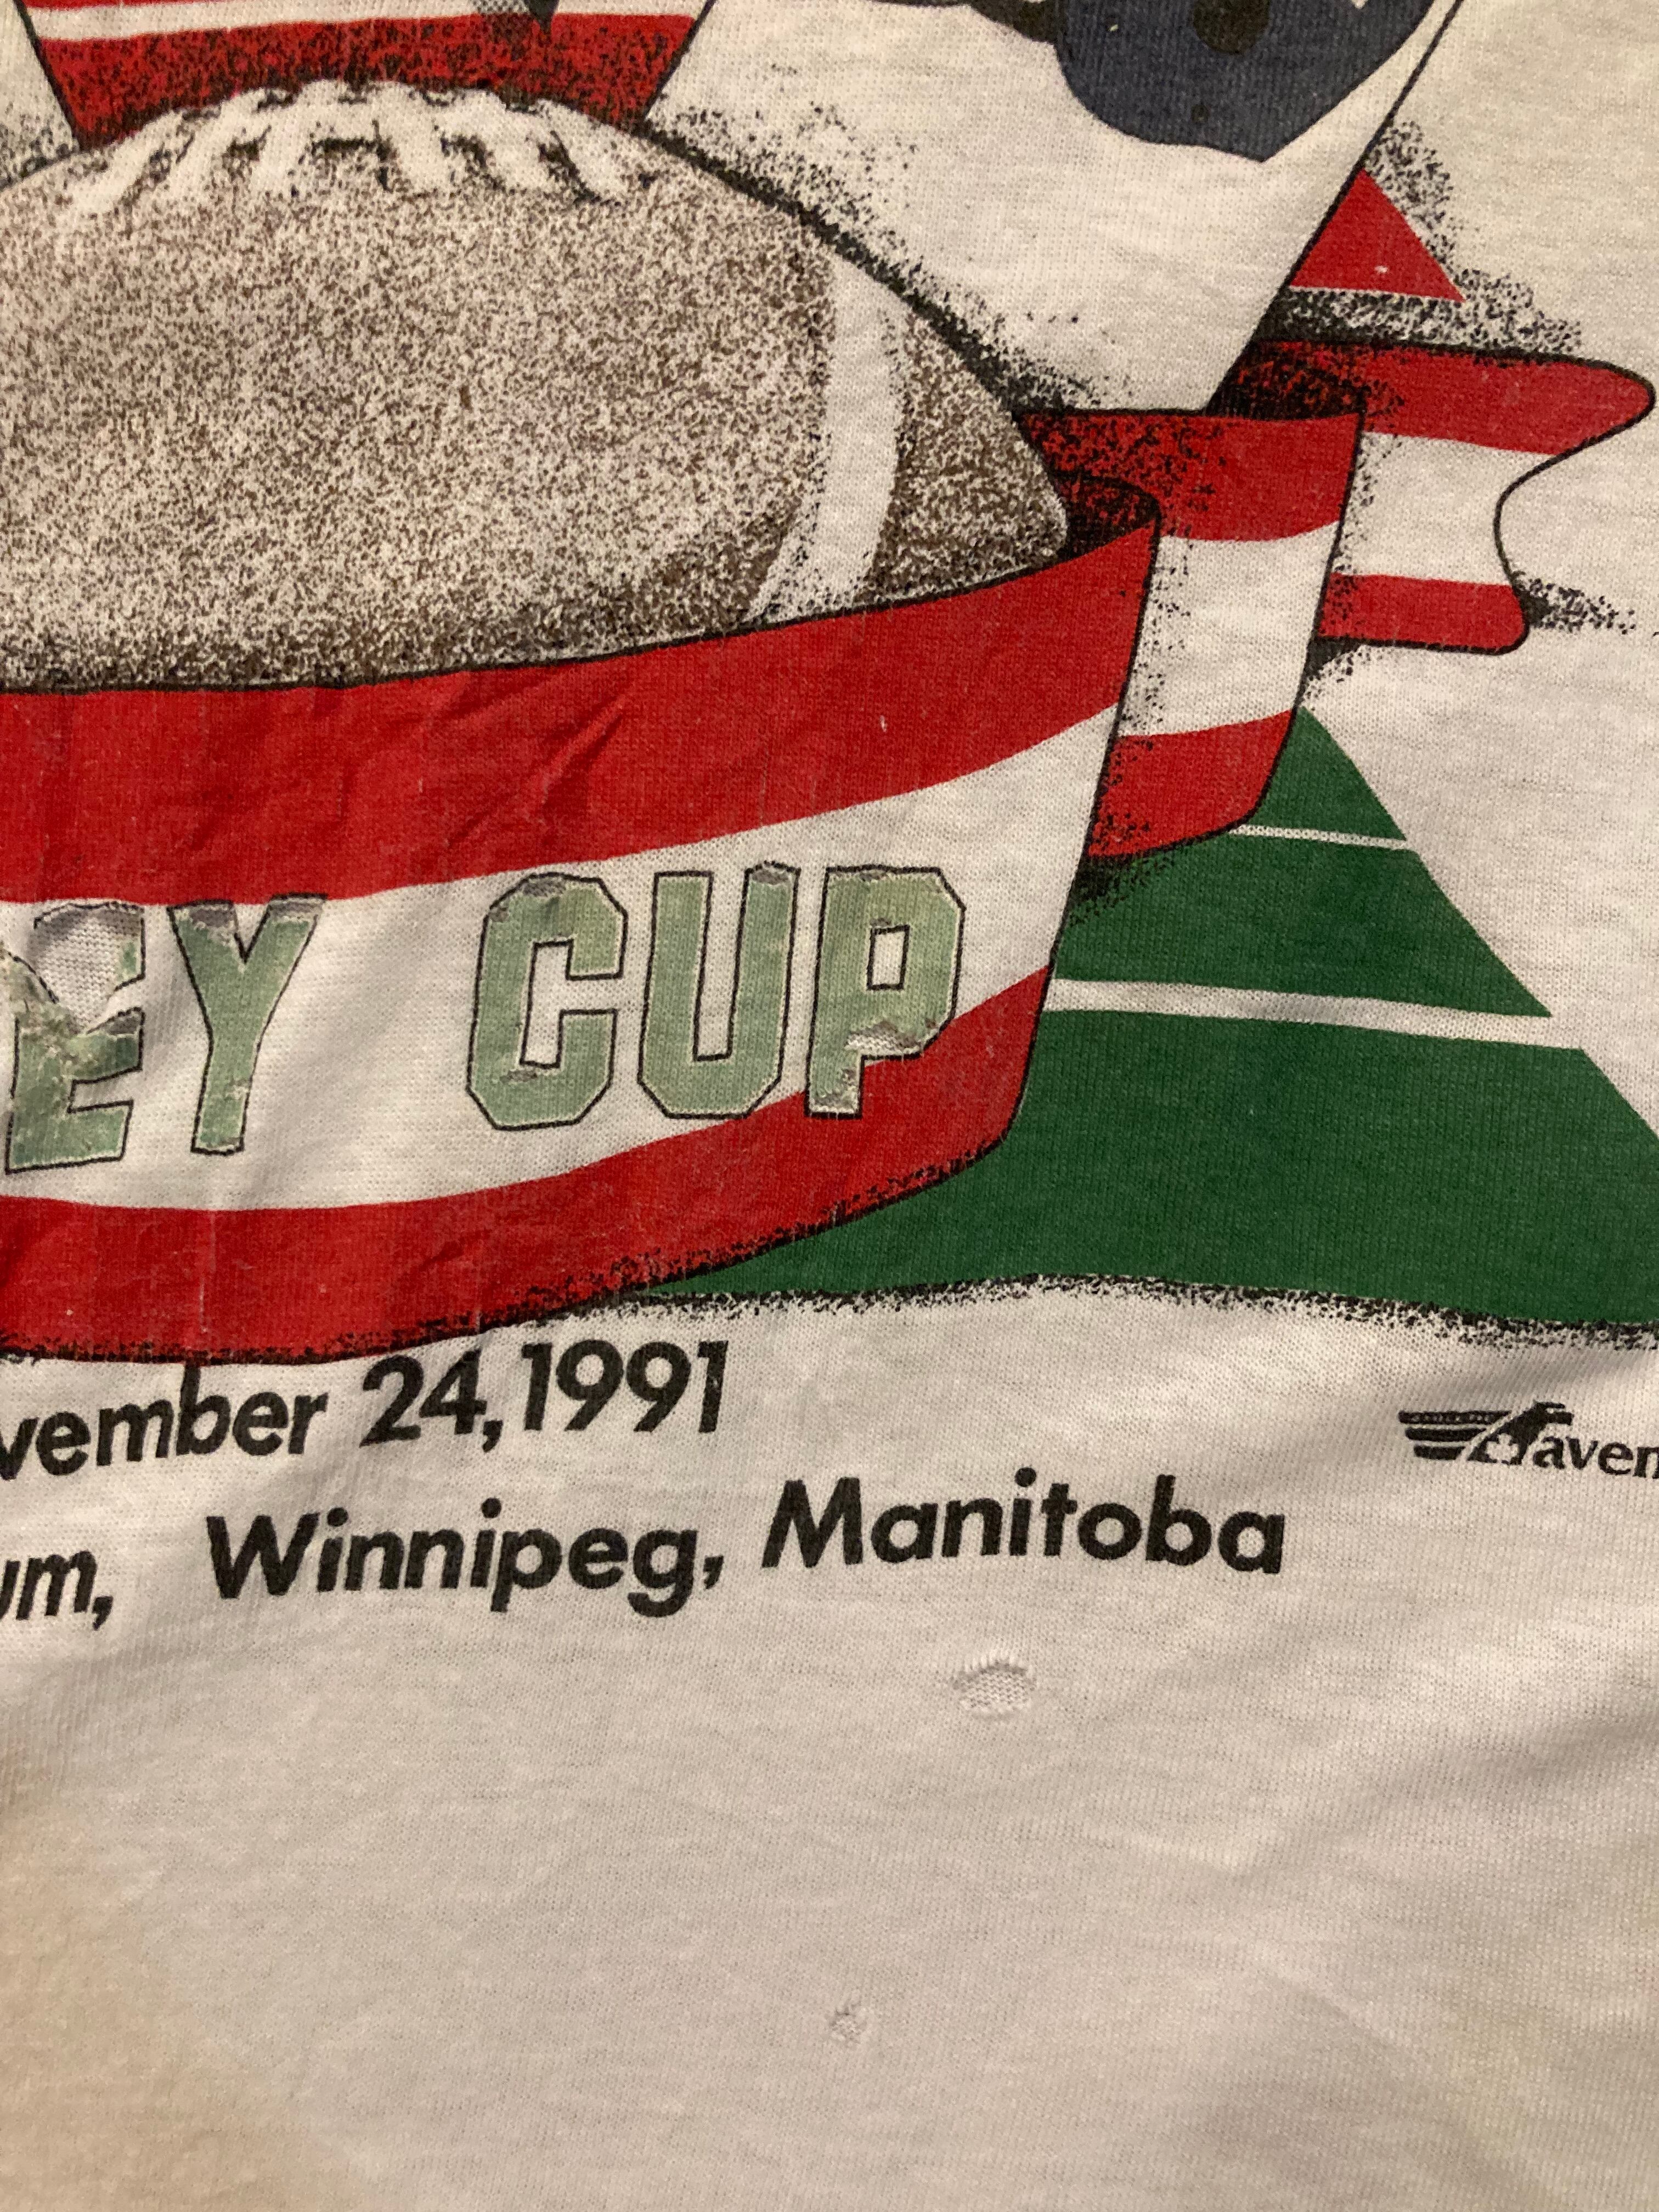 EY CUP
vember 24,1991
um, Winnipeg, Manitoba
aven